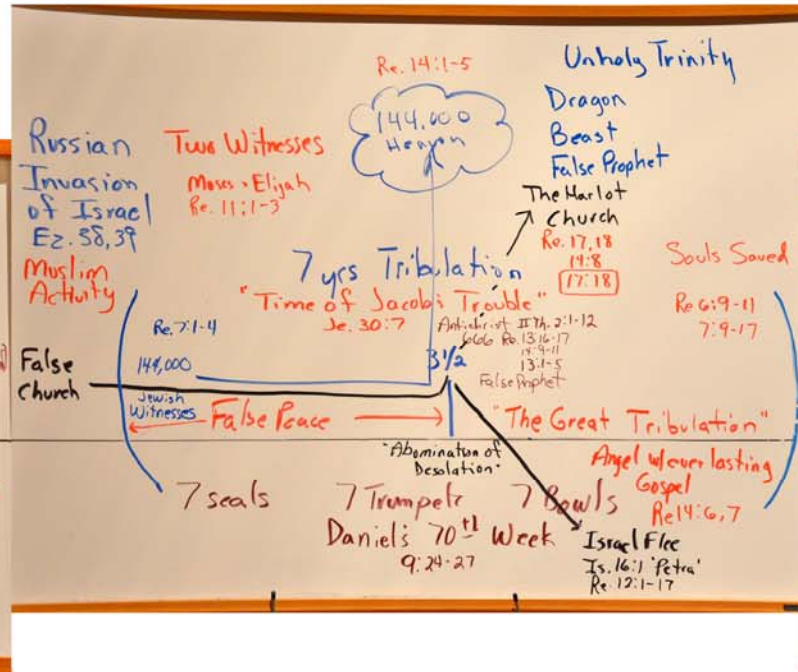 Re. 14:1-5
144,000
Heaven
Unholy Trinity
Dragon
Beast
False Prophet
The Harlot
Church
Re. 17,18
14:8
17:18
Russian
Invasion
of Israel
Ez. 38,39
Muslim
Activity
Two Witnesses
Moses + Elijah
Re. 11:1-3
7 yrs Tribulation
"Time of Jacob's Trouble"
Je. 30:7
Souls Saved
Re 6:9-11
7:9-17
Re. 7:1-4
144,000
Jewish
Witnesses
False
Church
False Peace
3 1/2
Antichrist II Th. 2:1-12
666 Re. 13:16-17
14:9-11
13:1-5
False Prophet
"The Great Tribulation"
"Abomination of
Desolation"
Angel w/ everlasting
Gospel
Re 14:6,7
7 seals
7 Trumpets
7 Bowls
Daniel's 70th Week
9:24-27
Israel Flee
Is. 16:1 'Petra'
Re. 12:1-17